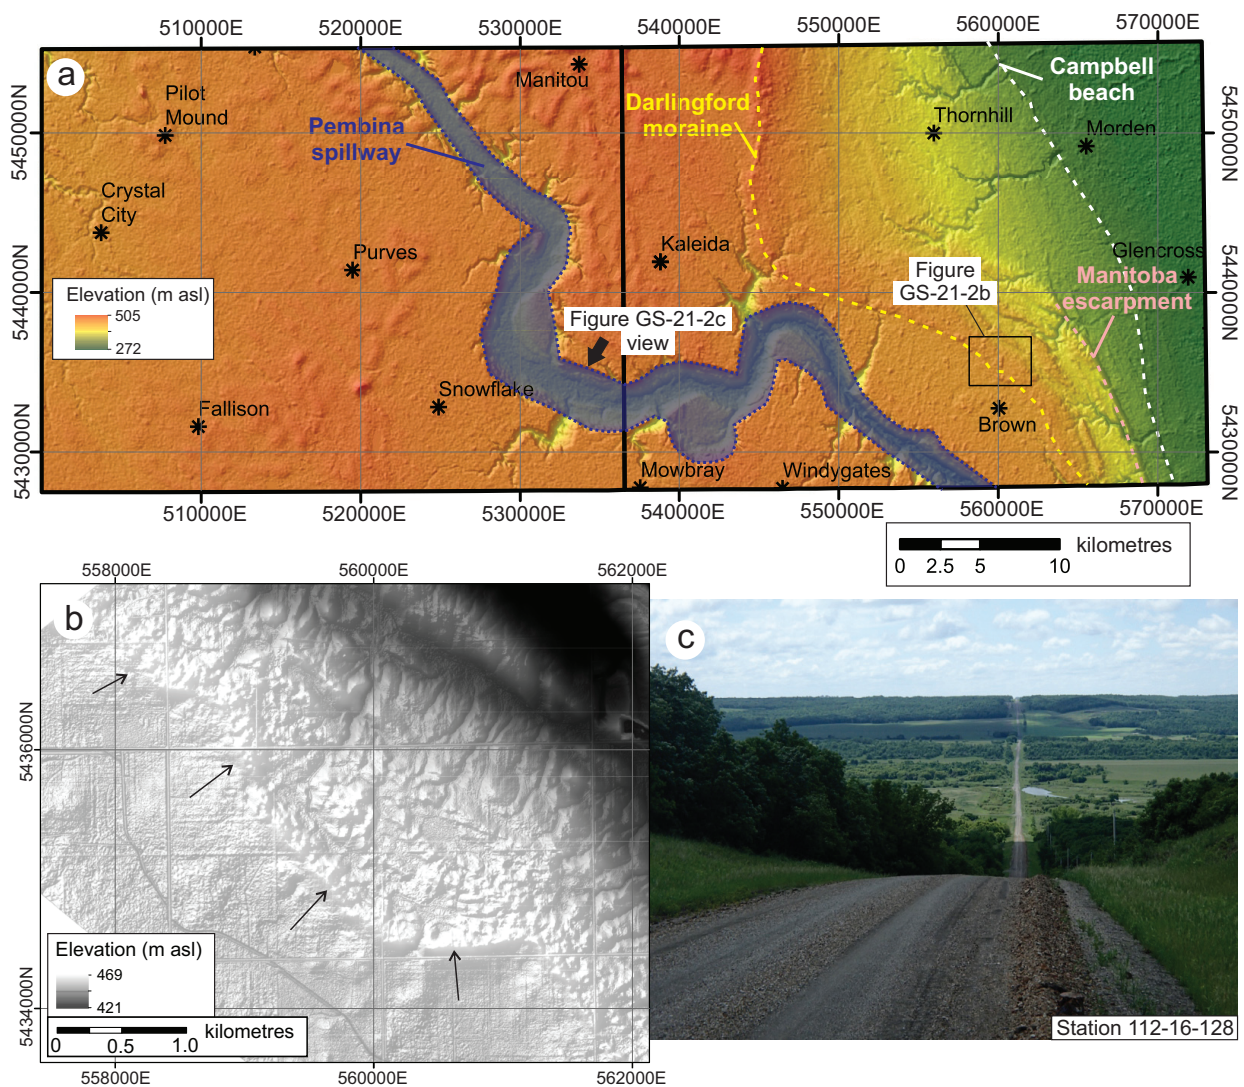 510000E
520000E
530000E
540000E
550000E
560000E
570000E
a
Manitou
Campbell
beach
Pilot
Mound
Darlingford
moraine
Thornhill
Pembina
spillway
Morden
5450000N
5450000N
Crystal
City
Purves
Kaleida
Glencross
Figure
GS-21-2b
Manitoba
escarpment
Elevation (m asl)
505
272
5440000N
5440000N
Figure GS-21-2c
view
Snowflake
Fallison
Brown
5430000N
5430000N
Mowbray
Windygates
510000E
520000E
530000E
540000E
550000E
560000E
570000E
kilometres
0
2.5
5
10
558000E
560000E
562000E
b
5436000N
Elevation (m asl)
469
421
5434000N
kilometres
0
0.5
1.0
558000E
560000E
562000E
c
Station 112-16-128